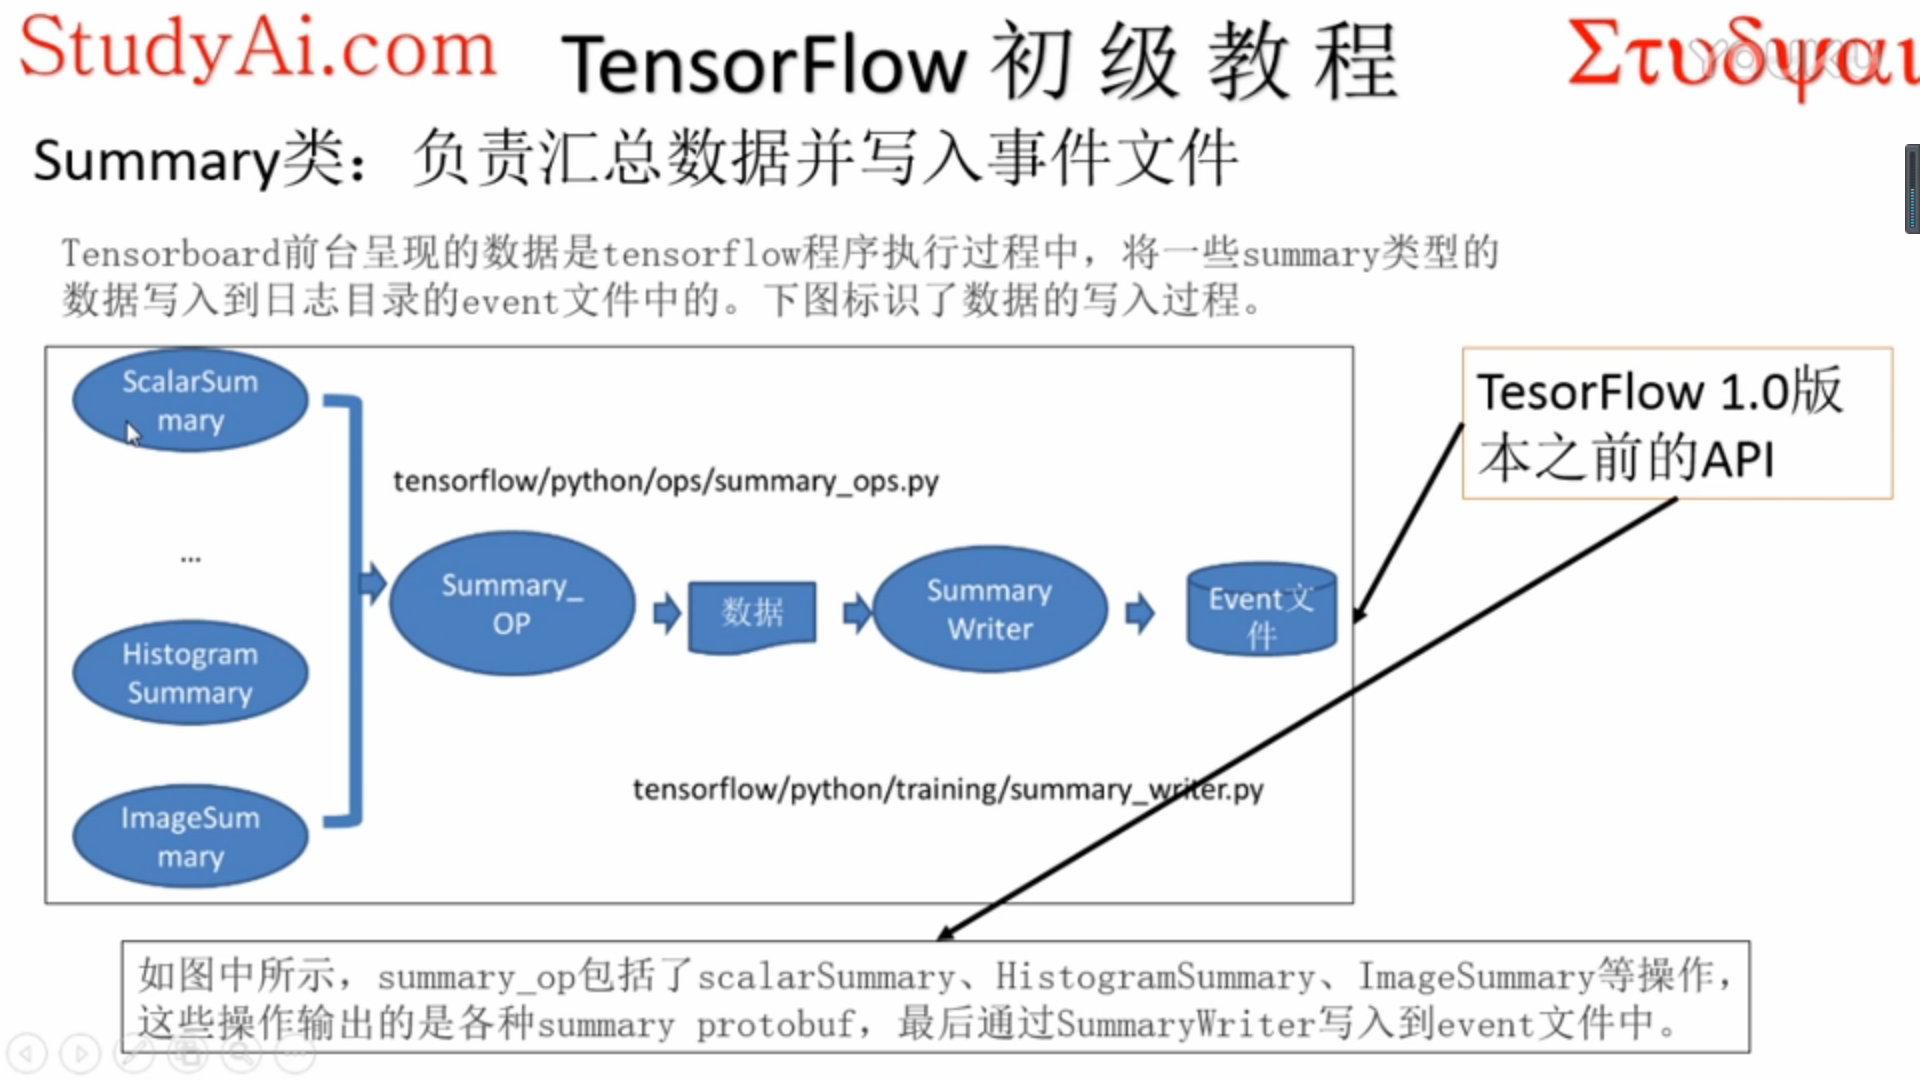 StudyAi.com
TensorFlow 初 级 教 程
Στυδψαι
YOUKU
Summary类： 负责汇总数据并写入事件文件
Tensorboard前台呈现的数据是tensorflow程序执行过程中，将一些summary类型的
数据写入到日志目录的event文件中的。下图标识了数据的写入过程。
ScalarSum
mary
...
Histogram
Summary
ImageSum
mary
tensorflow/python/ops/summary_ops.py
Summary_
OP
数据
Summary
Writer
Event文
件
tensorflow/python/training/summary_writer.py
TesorFlow 1.0版
本之前的API
如图中所示，summary_op包括了scalarSummary、HistogramSummary、ImageSummary等操作，
这些操作输出的是各种summary protobuf，最后通过SummaryWriter写入到event文件中。